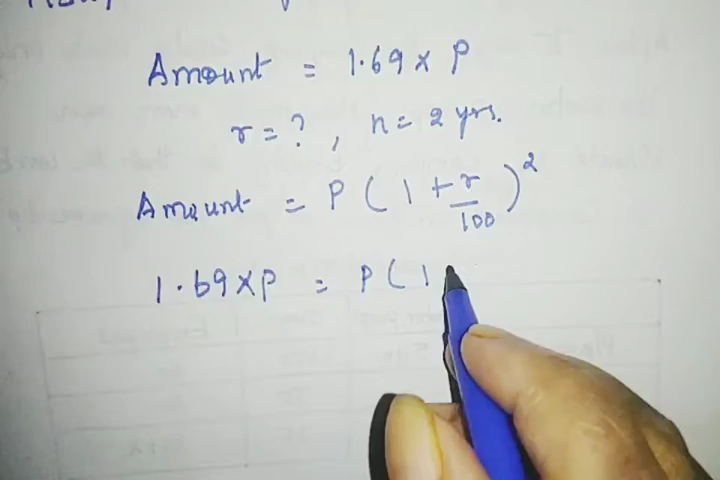 Amount = 1.69 x P
r = ? , n = 2 yrs.
Amount = P ( 1 + r/100 )²
1.69 x P = P ( 1